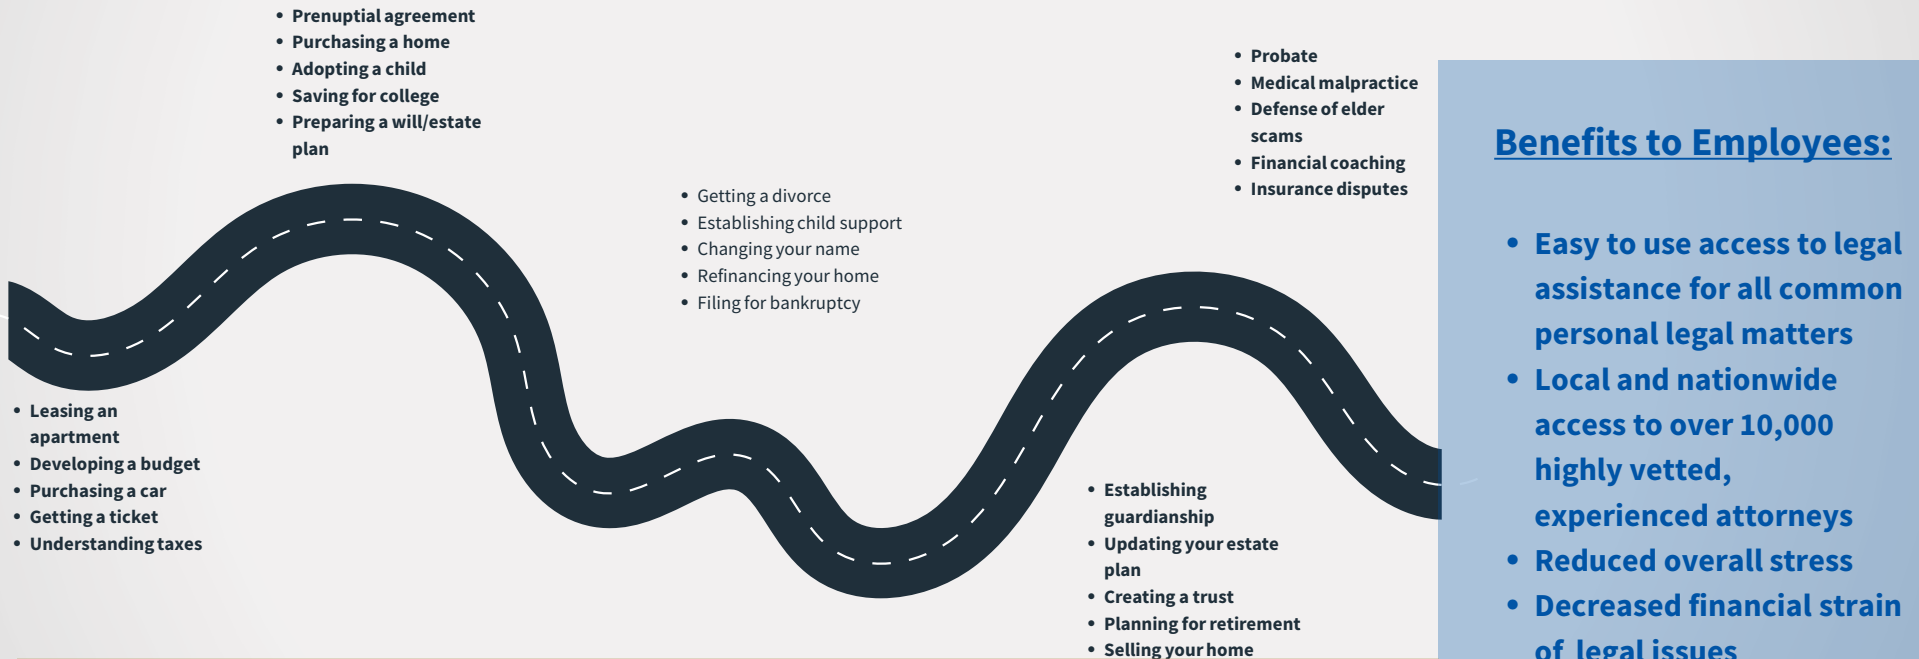 • Prenuptial agreement
• Purchasing a home
• Adopting a child
• Saving for college
• Preparing a will/estate
plan
• Leasing an
apartment
• Developing a budget
• Purchasing a car
• Getting a ticket
• Understanding taxes
• Getting a divorce
• Establishing child support
• Changing your name
• Refinancing your home
• Filing for bankruptcy
• Establishing
guardianship
• Updating your estate
plan
• Creating a trust
• Planning for retirement
• Selling your home
• Probate
• Medical malpractice
• Defense of elder
scams
• Financial coaching
• Insurance disputes
Benefits to Employees:
• Easy to use access to legal
assistance for all common
personal legal matters
• Local and nationwide
access to over 10,000
highly vetted,
experienced attorneys
• Reduced overall stress
• Decreased financial strain
of legal issues